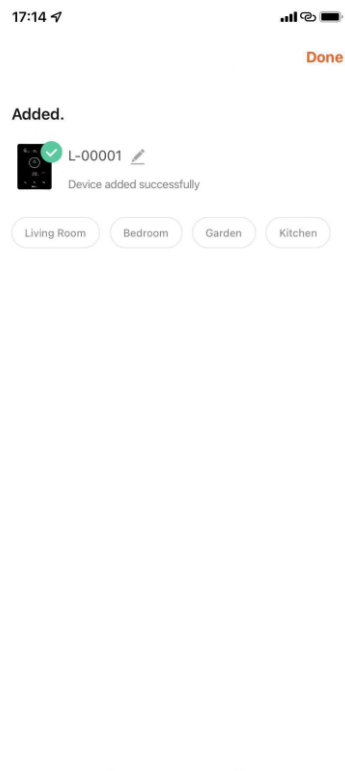 17:14
Done
Added.
L-00001
Device added successfully
Living Room Bedroom Garden Kitchen